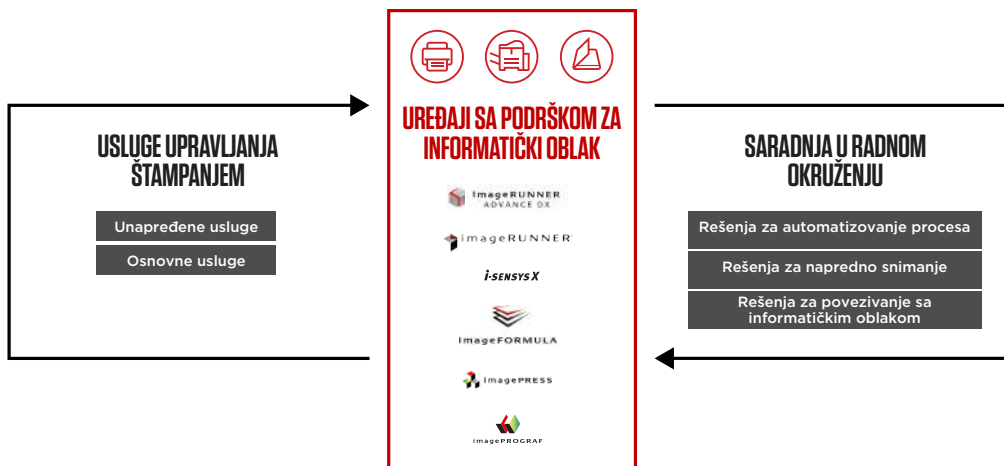 USLUGE UPRAVLJANJA
ŠTAMPANJEM
Unapređene usluge
Osnovne usluge
UREĐAJI SA PODRŠKOM ZA
INFORMATIČKI OBLAK
imageRUNNER
ADVANCE DX
imageRUNNER
i-SENSYS X
imageFORMULA
imagePRESS
imagePROGRAF
SARADNJA U RADNOM
OKRUŽENJU
Rešenja za automatizovanje procesa
Rešenja za napredno snimanje
Rešenja za povezivanje sa
informatičkim oblakom